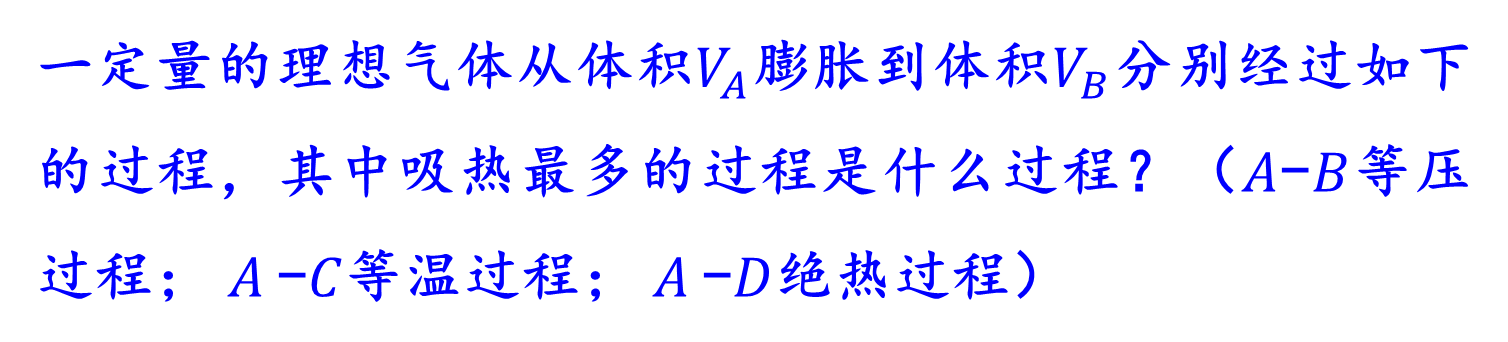 一定量的理想气体从体积V_A膨胀到体积V_B分别经过如下
的过程，其中吸热最多的过程是什么过程？（A-B等压
过程； A-C等温过程； A-D绝热过程）